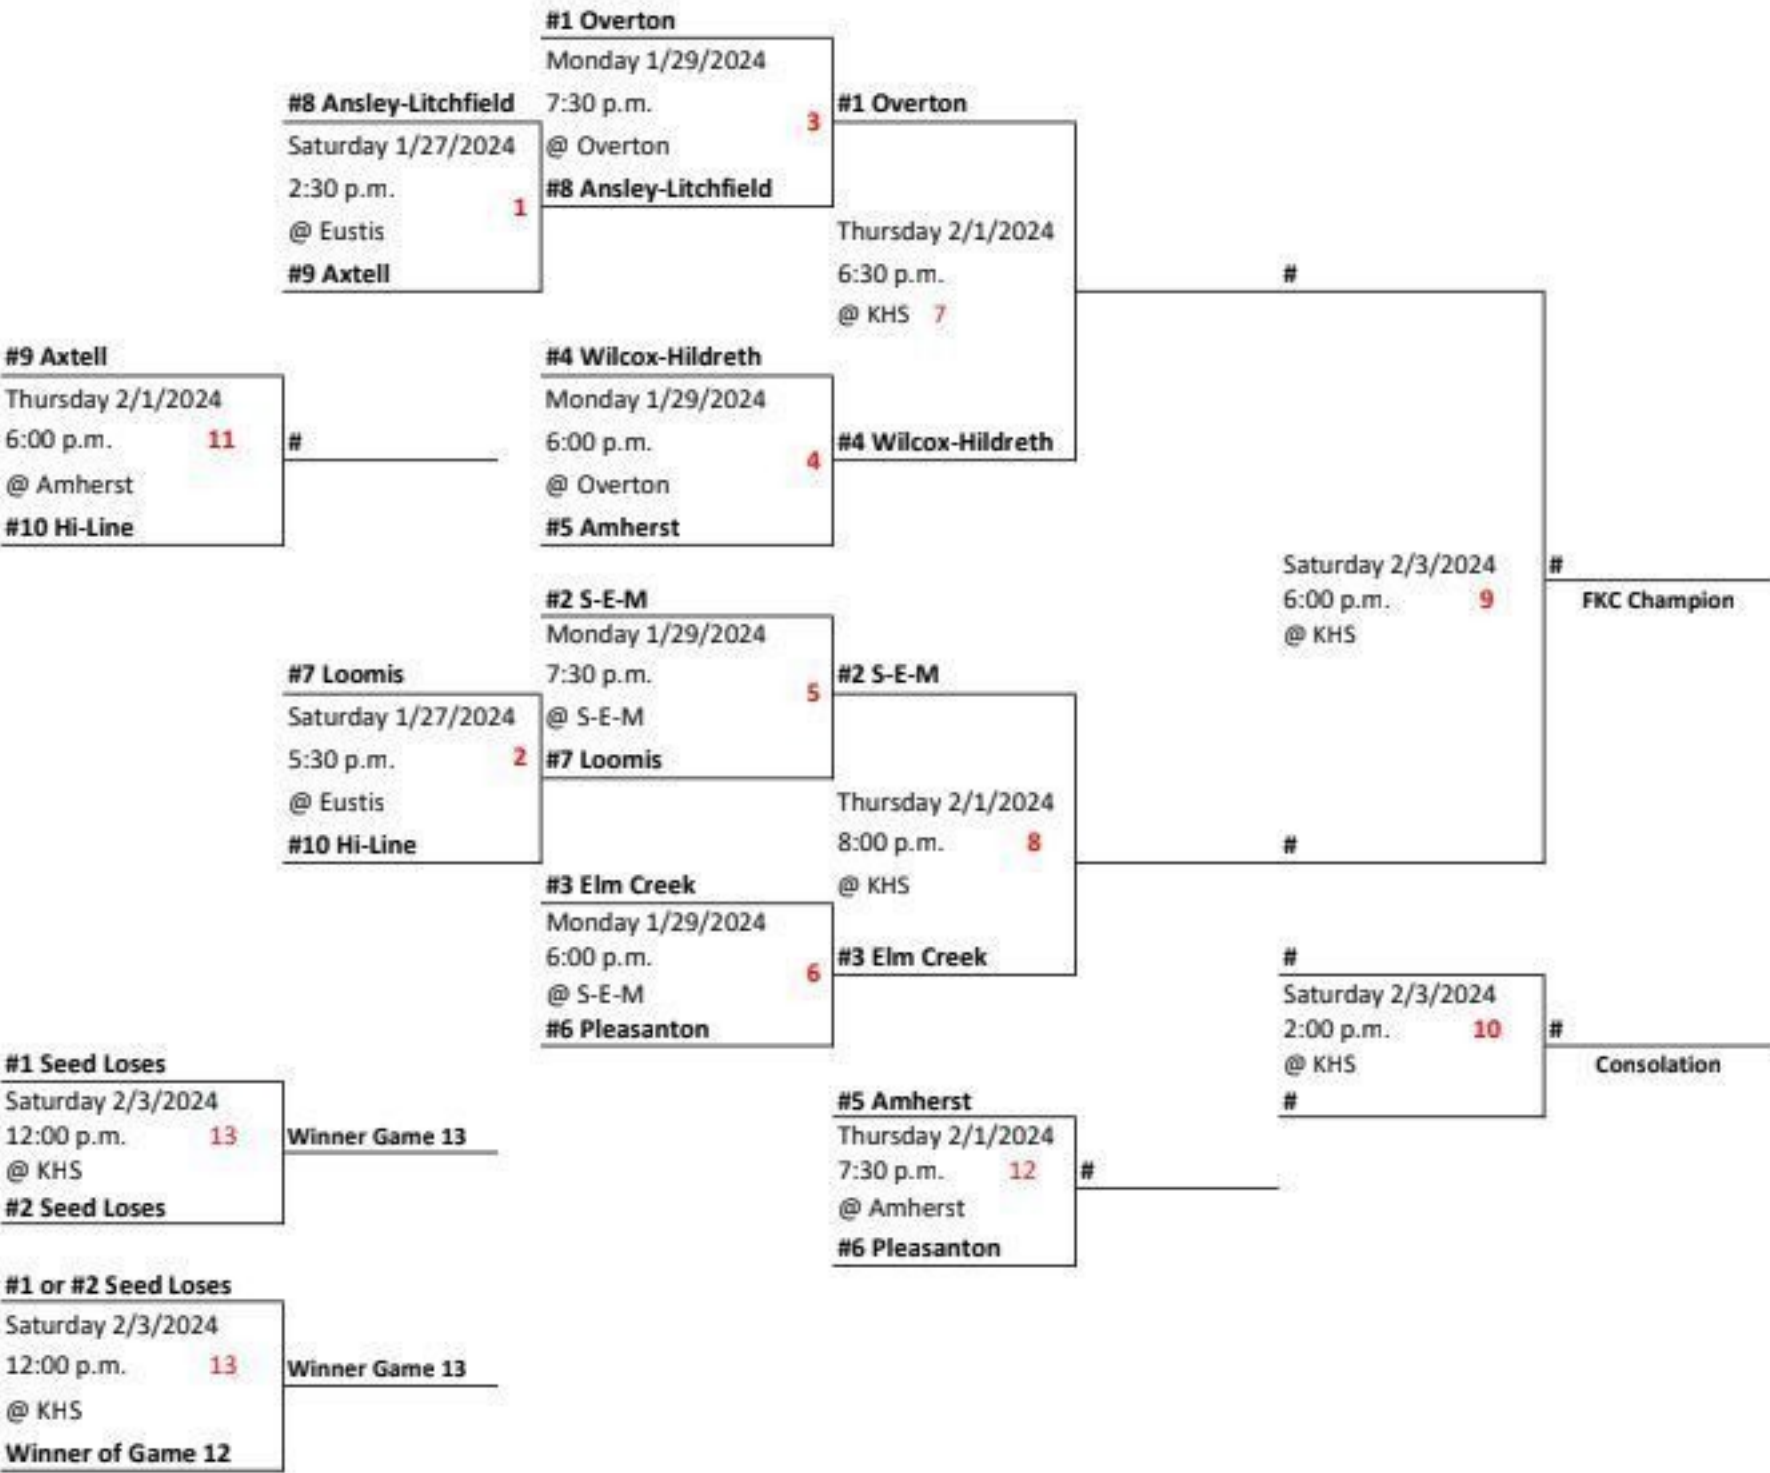 #1 Overton
Monday 1/29/2024
7:30 p.m.
3
@ Overton
#8 Ansley-Litchfield
#8 Ansley-Litchfield
Saturday 1/27/2024
2:30 p.m.
1
@ Eustis
#9 Axtell
#1 Overton
Thursday 2/1/2024
6:30 p.m.
@ KHS 7
#4 Wilcox-Hildreth
#
#9 Axtell
Thursday 2/1/2024
6:00 p.m. 11
@ Amherst
#10 Hi-Line
#
#4 Wilcox-Hildreth
Monday 1/29/2024
6:00 p.m.
4
@ Overton
#5 Amherst
Saturday 2/3/2024
6:00 p.m. 9
@ KHS
#
FKC Champion
#2 S-E-M
Monday 1/29/2024
7:30 p.m.
5
@ S-E-M
#7 Loomis
#7 Loomis
Saturday 1/27/2024
5:30 p.m. 2
@ Eustis
#10 Hi-Line
#2 S-E-M
Thursday 2/1/2024
8:00 p.m. 8
@ KHS
#3 Elm Creek
#
#3 Elm Creek
Monday 1/29/2024
6:00 p.m.
6
@ S-E-M
#6 Pleasanton
#
Saturday 2/3/2024
2:00 p.m. 10
@ KHS
#
#
Consolation
#1 Seed Loses
Saturday 2/3/2024
12:00 p.m. 13
@ KHS
#2 Seed Loses
Winner Game 13
#5 Amherst
Thursday 2/1/2024
7:30 p.m. 12
@ Amherst
#6 Pleasanton
#
#1 or #2 Seed Loses
Saturday 2/3/2024
12:00 p.m. 13
@ KHS
Winner of Game 12
Winner Game 13